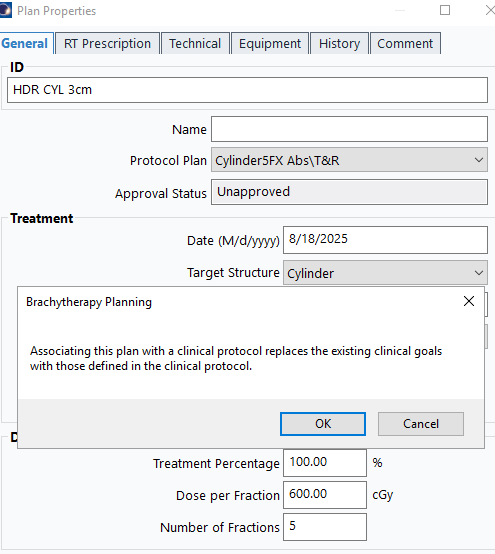 Plan Properties
General RT Prescription Technical Equipment History Comment
ID
HDR CYL 3cm
Name
Protocol Plan Cylinder5FX Abs\T&R
Approval Status Unapproved
Treatment
Date (M/d/yyyy) 8/18/2025
Target Structure Cylinder
Brachytherapy Planning
Associating this plan with a clinical protocol replaces the existing clinical goals
with those defined in the clinical protocol.
OK Cancel
Treatment Percentage 100.00 %
Dose per Fraction 600.00 cGy
Number of Fractions 5